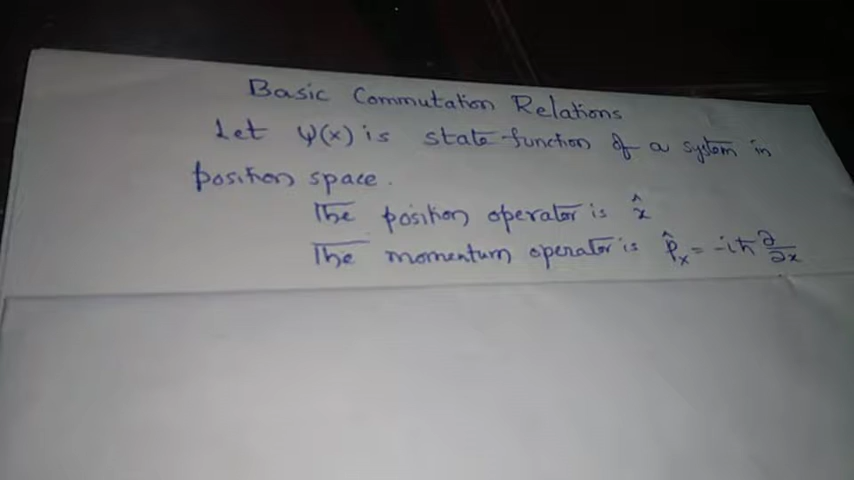 Basic Commutation Relations
Let ψ(x) is state function of a system in
position space.
The position operator is x̂
The momentum operator is p̂ₓ = -iħ ∂/∂x